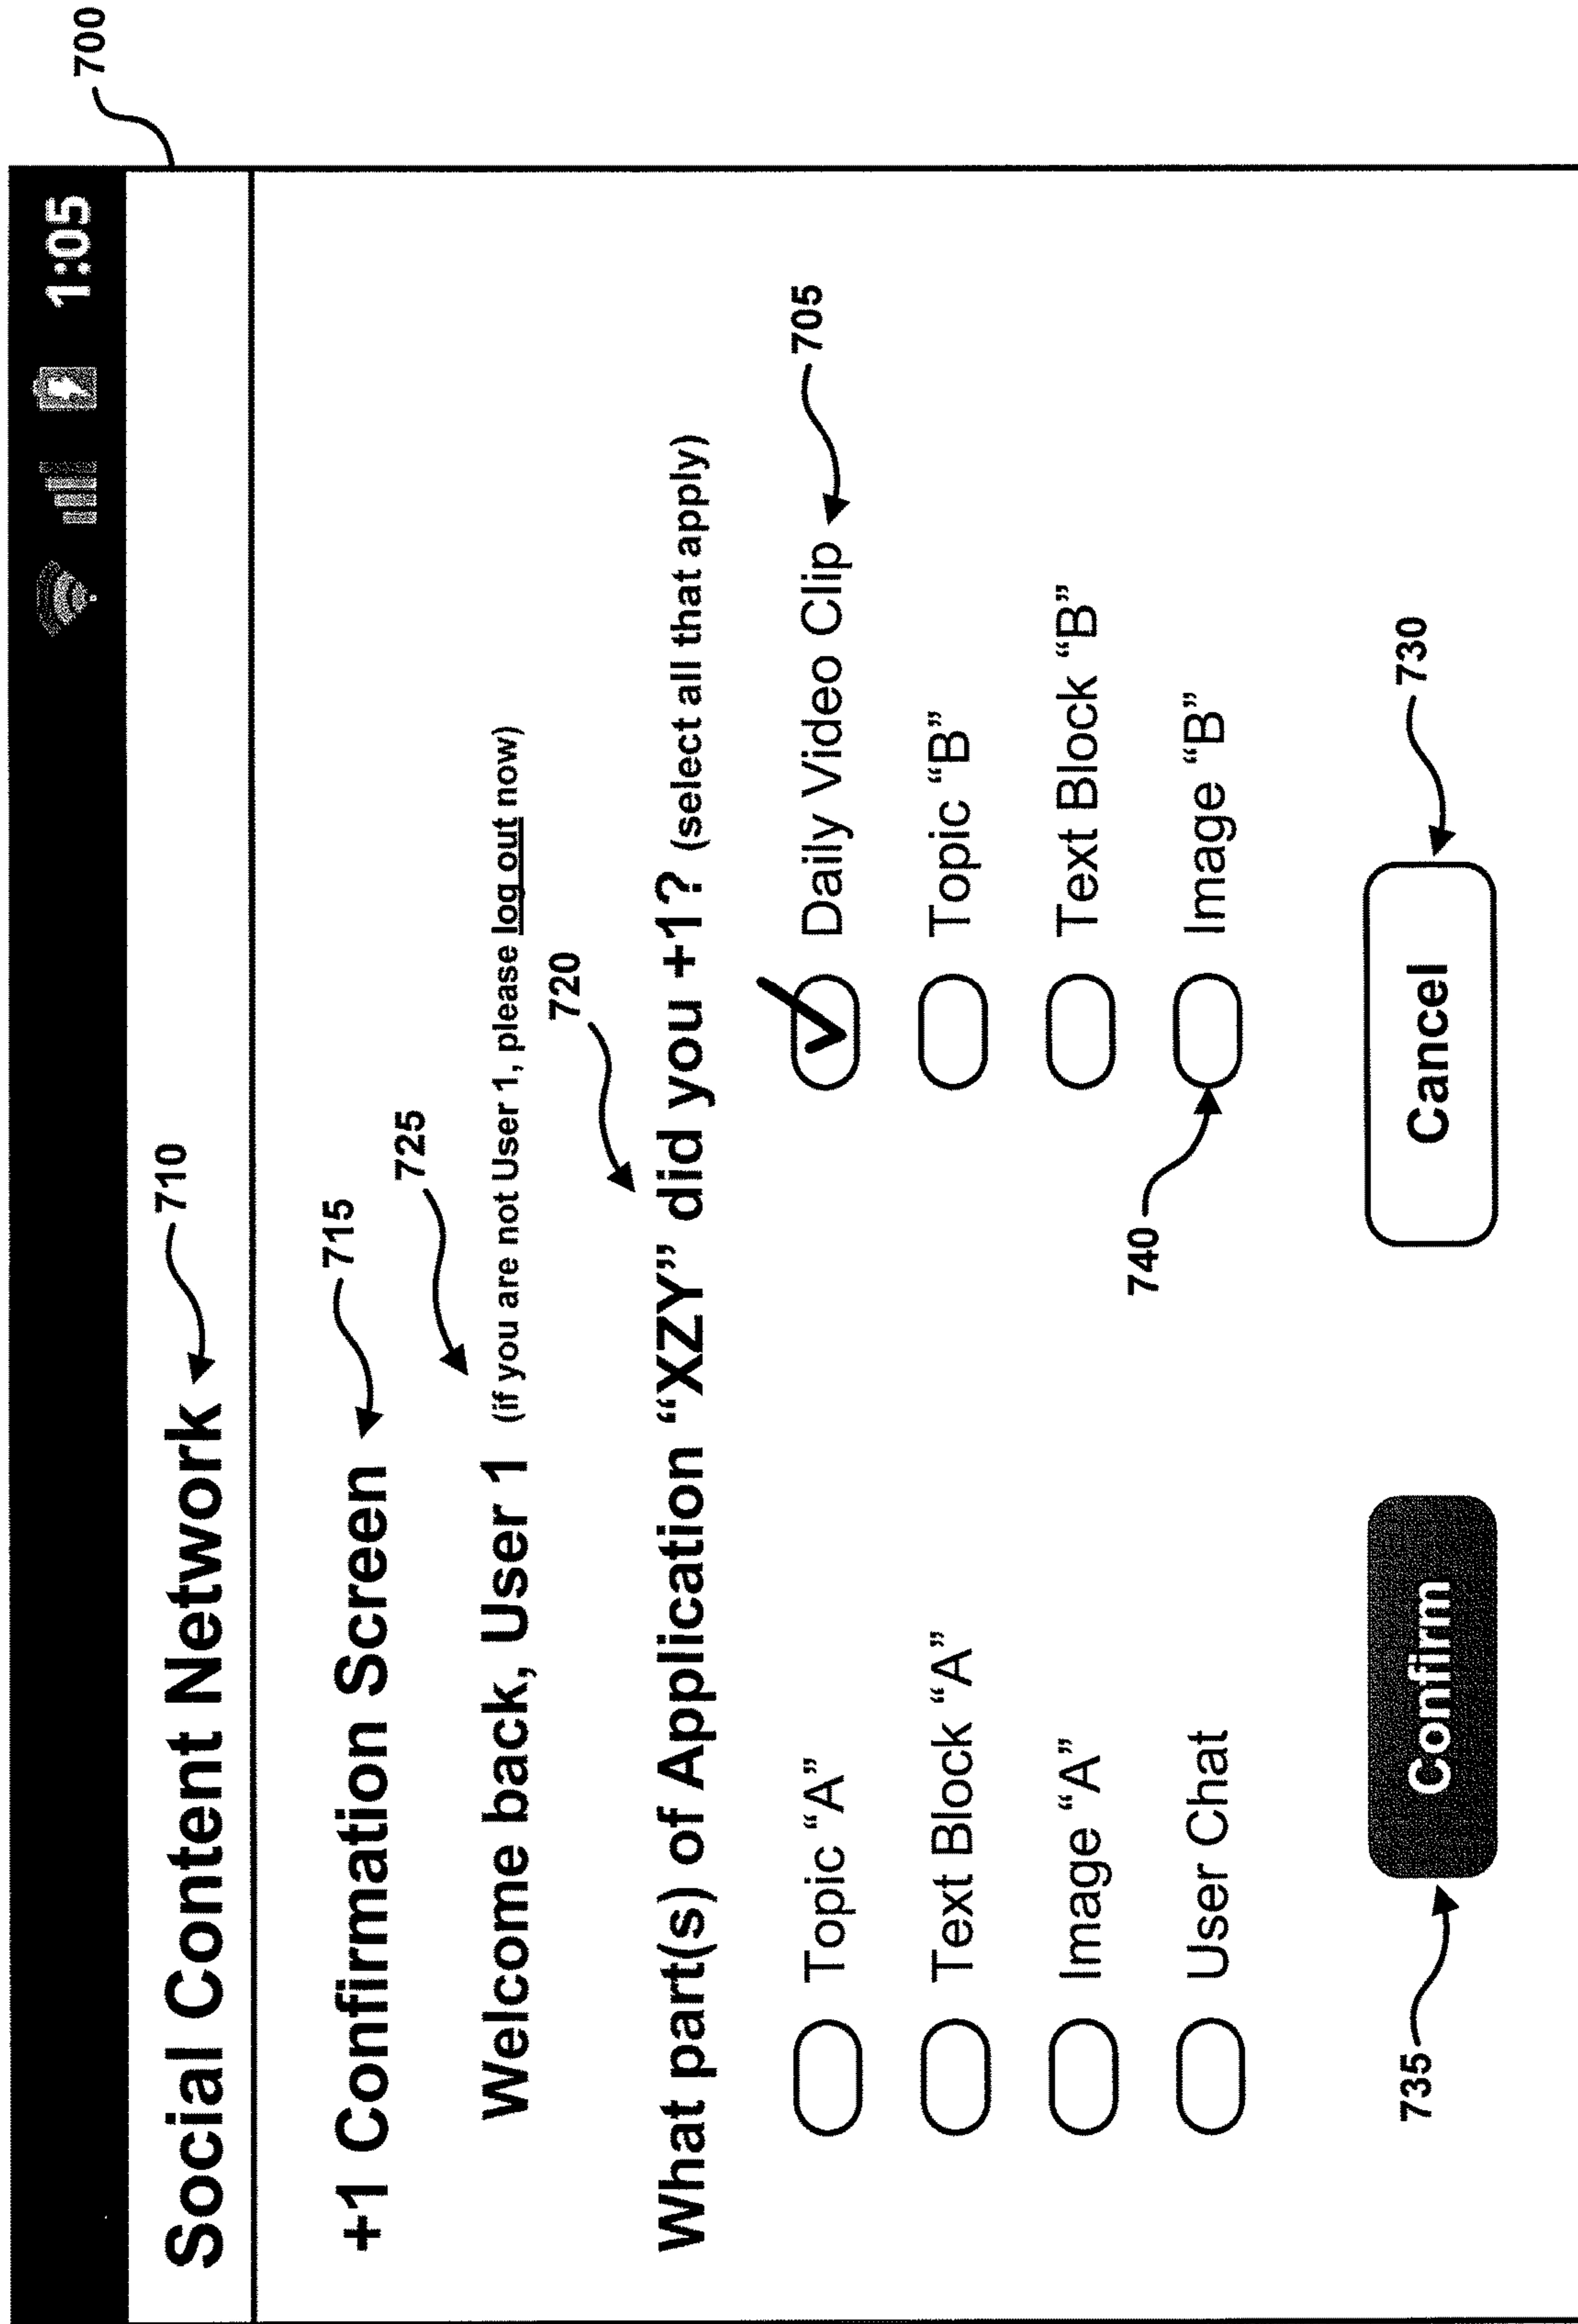 700
1:05
Social Content Network 710
+1 Confirmation Screen 715
725
Welcome back, User 1 (if you are not User 1, please log out now)
720
What part(s) of Application “XZY” did you +1? (select all that apply)
Topic “A” Daily Video Clip 705
Text Block “A” Topic “B”
Image “A” Text Block “B”
User Chat 740 Image “B”
735 Confirm Cancel 730